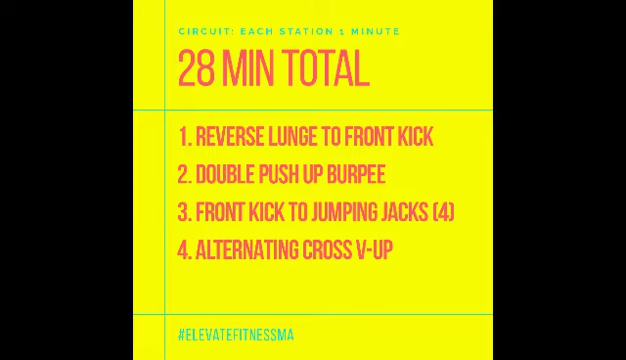 CIRCUIT: EACH STATION 1 MINUTE
28 MIN TOTAL
1. REVERSE LUNGE TO FRONT KICK
2. DOUBLE PUSH UP BURPEE
3. FRONT KICK TO JUMPING JACKS (4)
4. ALTERNATING CROSS V-UP
#ELEVATEFITNESSMA